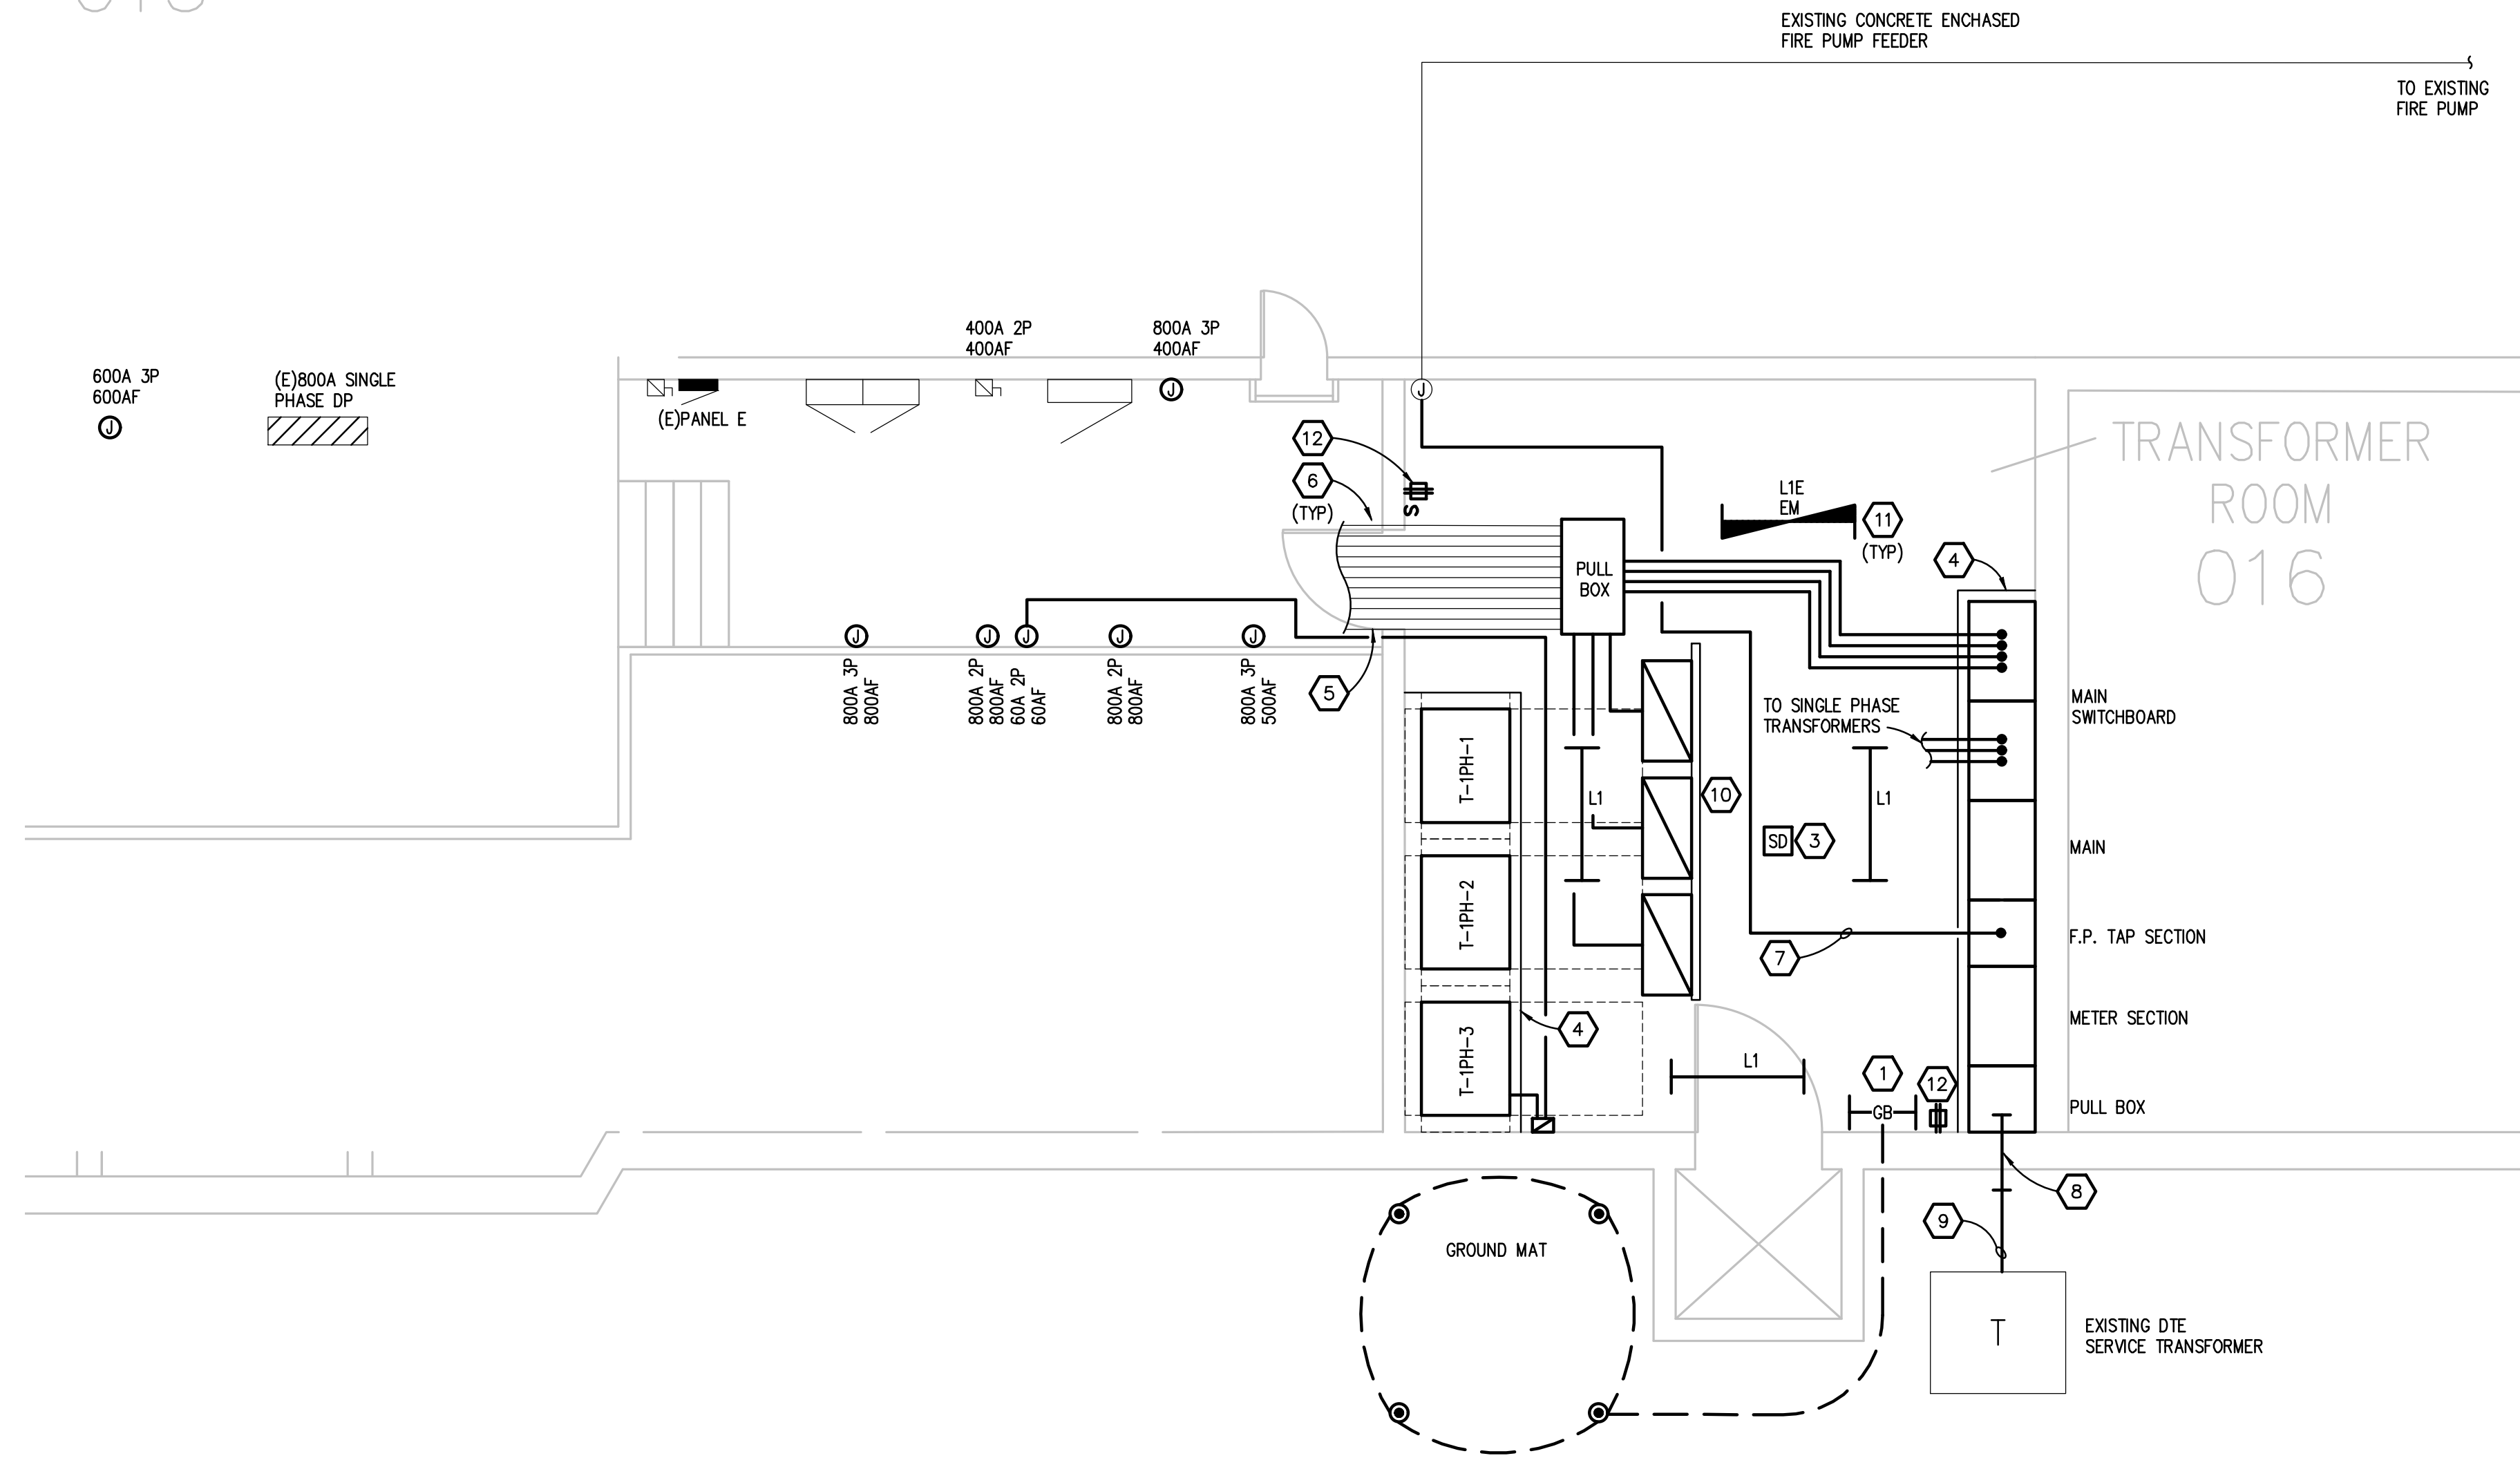 EXISTING CONCRETE ENCHASED
FIRE PUMP FEEDER
TO EXISTING
FIRE PUMP
400A 2P
400AF
800A 3P
400AF
600A 3P
600AF
J
(E)800A SINGLE
PHASE DP
(E)PANEL E
J
J
12
6
(TYP)
S
TRANSFORMER
ROOM
016
L1E
EM
11
(TYP)
4
PULL
BOX
J
J
J
J
J
800A 3P
800AF
800A 2P
800AF
60A 2P
60AF
800A 2P
800AF
800A 3P
500AF
5
MAIN
SWITCHBOARD
TO SINGLE PHASE
TRANSFORMERS
T-1PH-1
L1
10
L1
SD
3
MAIN
T-1PH-2
F.P. TAP SECTION
7
METER SECTION
4
T-1PH-3
L1
1
12
GB
PULL BOX
8
9
GROUND MAT
T
EXISTING DTE
SERVICE TRANSFORMER